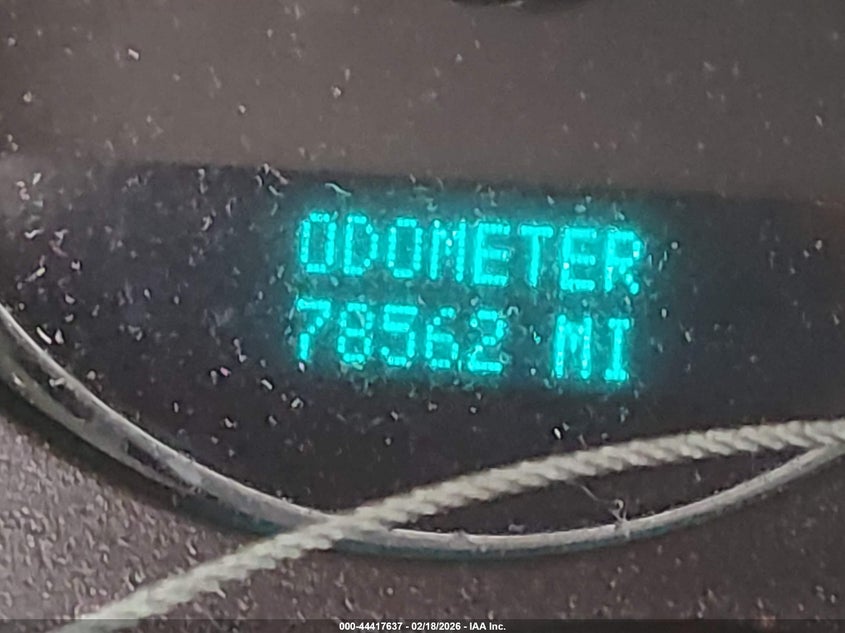 ODOMETER
78562 MI
000-44417637 - 02/18/2026 - IAA Inc.